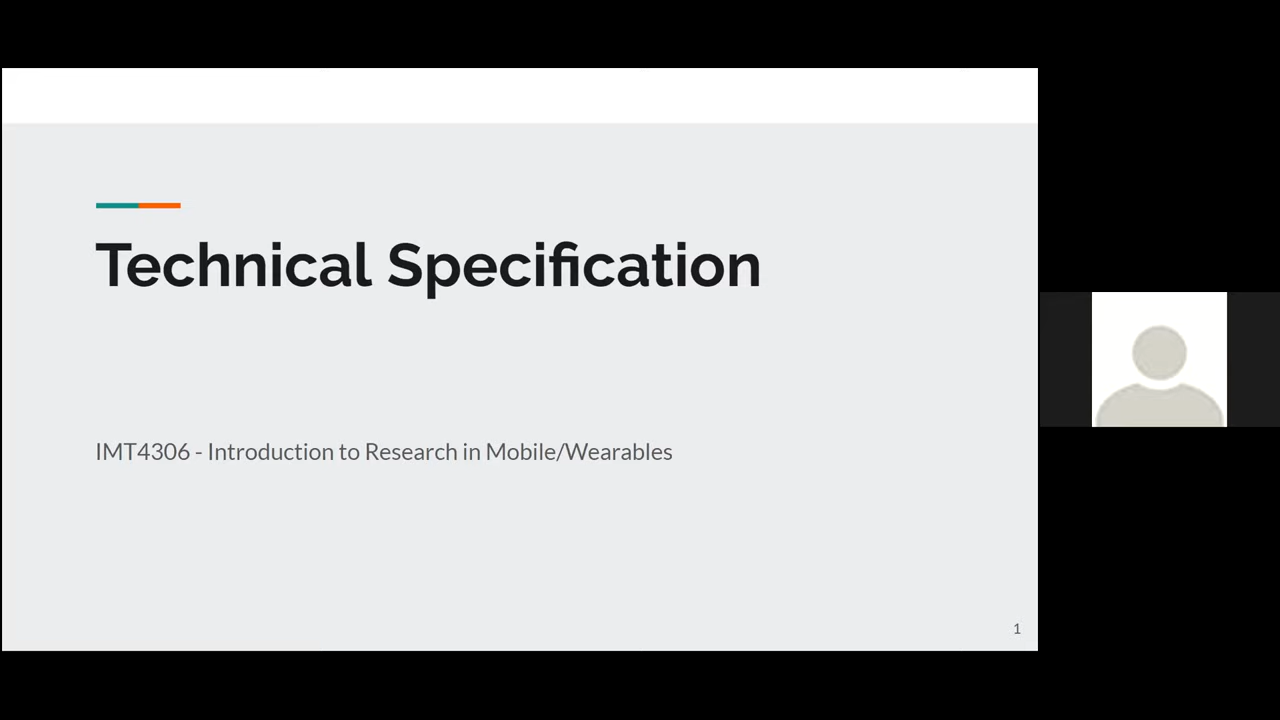 Technical Specification
IMT4306 - Introduction to Research in Mobile/Wearables
1